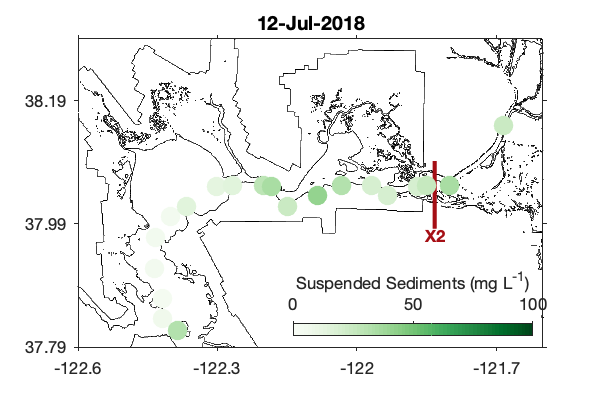 12-Jul-2018
38.19
37.99
X2
Suspended Sediments (mg L-1)
0 50 100
37.79
-122.6 -122.3 -122 -121.7